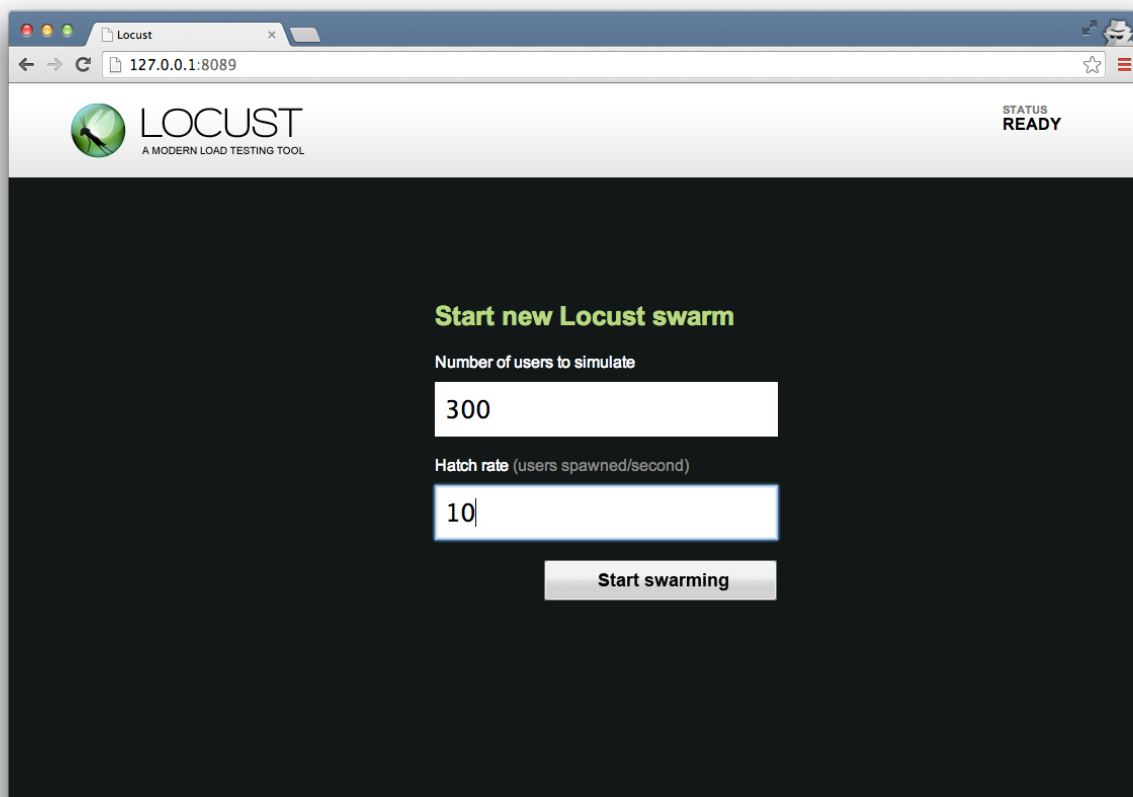 Locust
127.0.0.1:8089
LOCUST
A MODERN LOAD TESTING TOOL
STATUS
READY
Start new Locust swarm
Number of users to simulate
300
Hatch rate (users spawned/second)
10
Start swarming